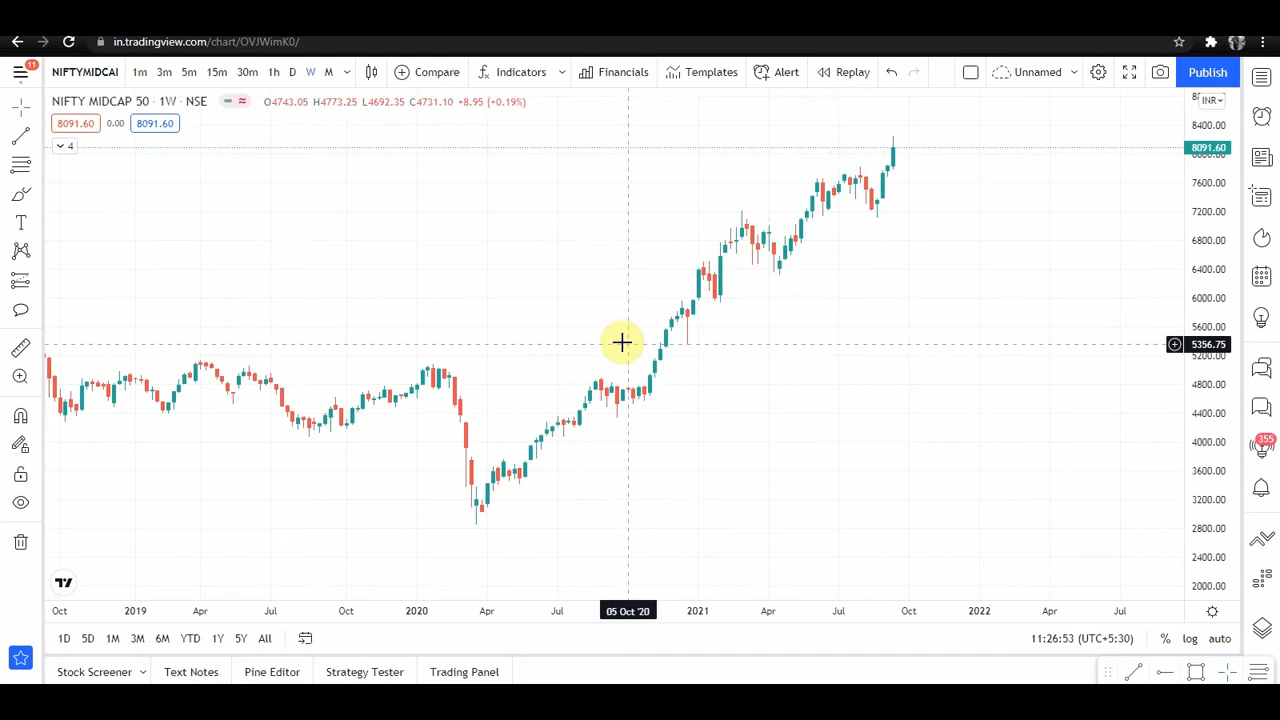 in.tradingview.com/chart/OVJWimK0/
11
NIFTYMIDCAI 1m 3m 5m 15m 30m 1h D W M Compare Indicators Financials Templates Alert Replay Unnamed Publish
NIFTY MIDCAP 50 · 1W · NSE O4743.05 H4773.25 L4692.35 C4731.10 +8.95 (+0.19%)
INR
8091.60 0.00 8091.60
4
8400.00
8091.60
8000.00
7600.00
7200.00
6800.00
6400.00
6000.00
5600.00
5356.75
5200.00
4800.00
4400.00
4000.00
3600.00
3200.00
2800.00
2400.00
2000.00
355
Oct 2019 Apr Jul Oct 2020 Apr Jul 05 Oct '20 2021 Apr Jul Oct 2022 Apr Jul
1D 5D 1M 3M 6M YTD 1Y 5Y All 11:26:53 (UTC+5:30) % log auto
Stock Screener Text Notes Pine Editor Strategy Tester Trading Panel